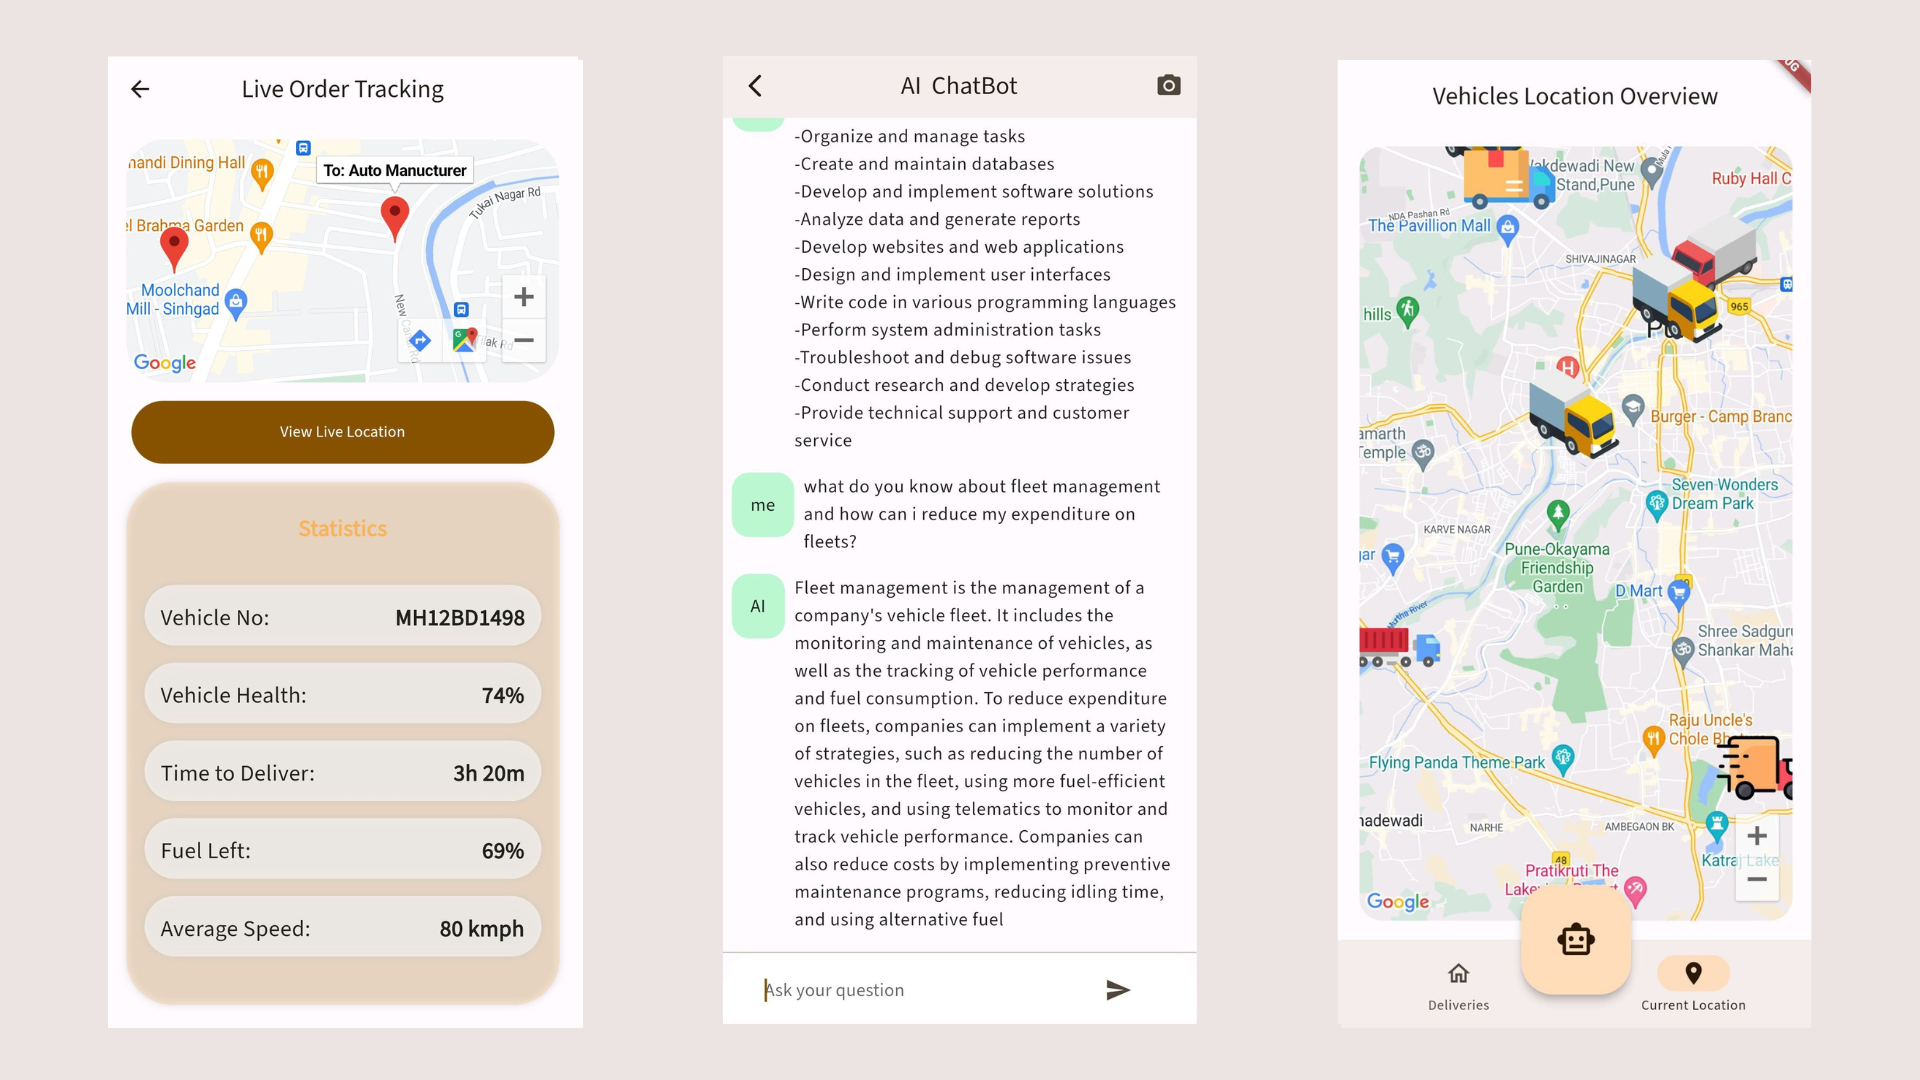 Live Order Tracking
nandi Dining Hall
To: Auto Manucturer
Tukai Nagar Rd
el Brahma Garden
Moolchand
Mill - Sinhgad
New
Google
View Live Location
Statistics
Vehicle No: MH12BD1498
Vehicle Health: 74%
Time to Deliver: 3h 20m
Fuel Left: 69%
Average Speed: 80 kmph
AI ChatBot
-Organize and manage tasks
-Create and maintain databases
-Develop and implement software solutions
-Analyze data and generate reports
-Develop websites and web applications
-Design and implement user interfaces
-Write code in various programming languages
-Perform system administration tasks
-Troubleshoot and debug software issues
-Conduct research and develop strategies
-Provide technical support and customer
service
me
what do you know about fleet management
and how can i reduce my expenditure on
fleets?
AI
Fleet management is the management of a
company's vehicle fleet. It includes the
monitoring and maintenance of vehicles, as
well as the tracking of vehicle performance
and fuel consumption. To reduce expenditure
on fleets, companies can implement a variety
of strategies, such as reducing the number of
vehicles in the fleet, using more fuel-efficient
vehicles, and using telematics to monitor and
track vehicle performance. Companies can
also reduce costs by implementing preventive
maintenance programs, reducing idling time,
and using alternative fuel
Ask your question
Vehicles Location Overview
akdewadi New
Stand,Pune
Mula
Ruby Hall C
NDA Pashan Rd
The Pavillion Mall
SHIVAJINAGAR
hills
965
H
Burger - Camp Branc
amarth
Temple
Seven Wonders
Dream Park
KARVE NAGAR
jar
Pune-Okayama
Friendship
Garden
D Mart
Mutha River
Shree Sadguru
Shankar Maha
Raju Uncle's
Chole Bh
Flying Panda Theme Park
nadewadi
NARHE
AMBEGAON BK
48
Katraj Lake
Pratikruti The
Google
Deliveries
Current Location